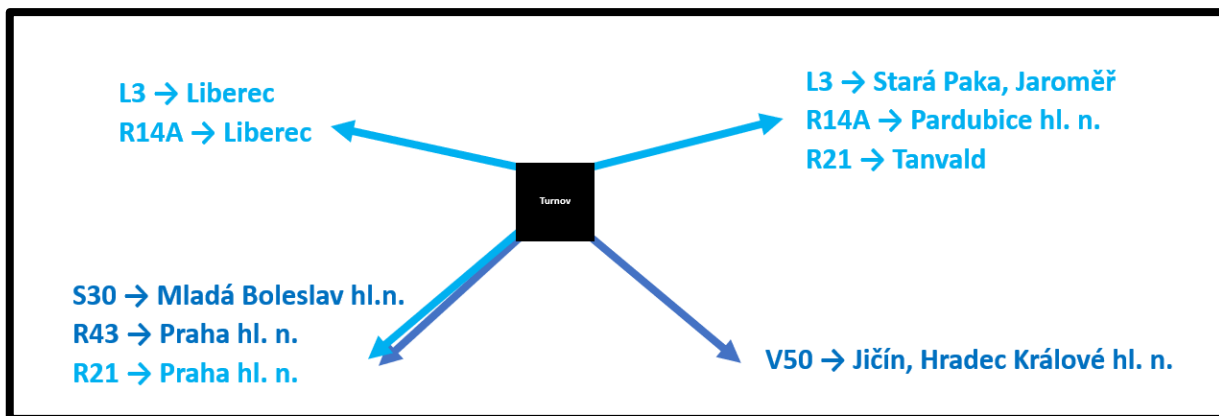 L3 → Liberec
R14A → Liberec
L3 → Stará Paka, Jaroměř
R14A → Pardubice hl. n.
R21 → Tanvald
Turnov
S30 → Mladá Boleslav hl.n.
R43 → Praha hl. n.
R21 → Praha hl. n.
V50 → Jičín, Hradec Králové hl. n.